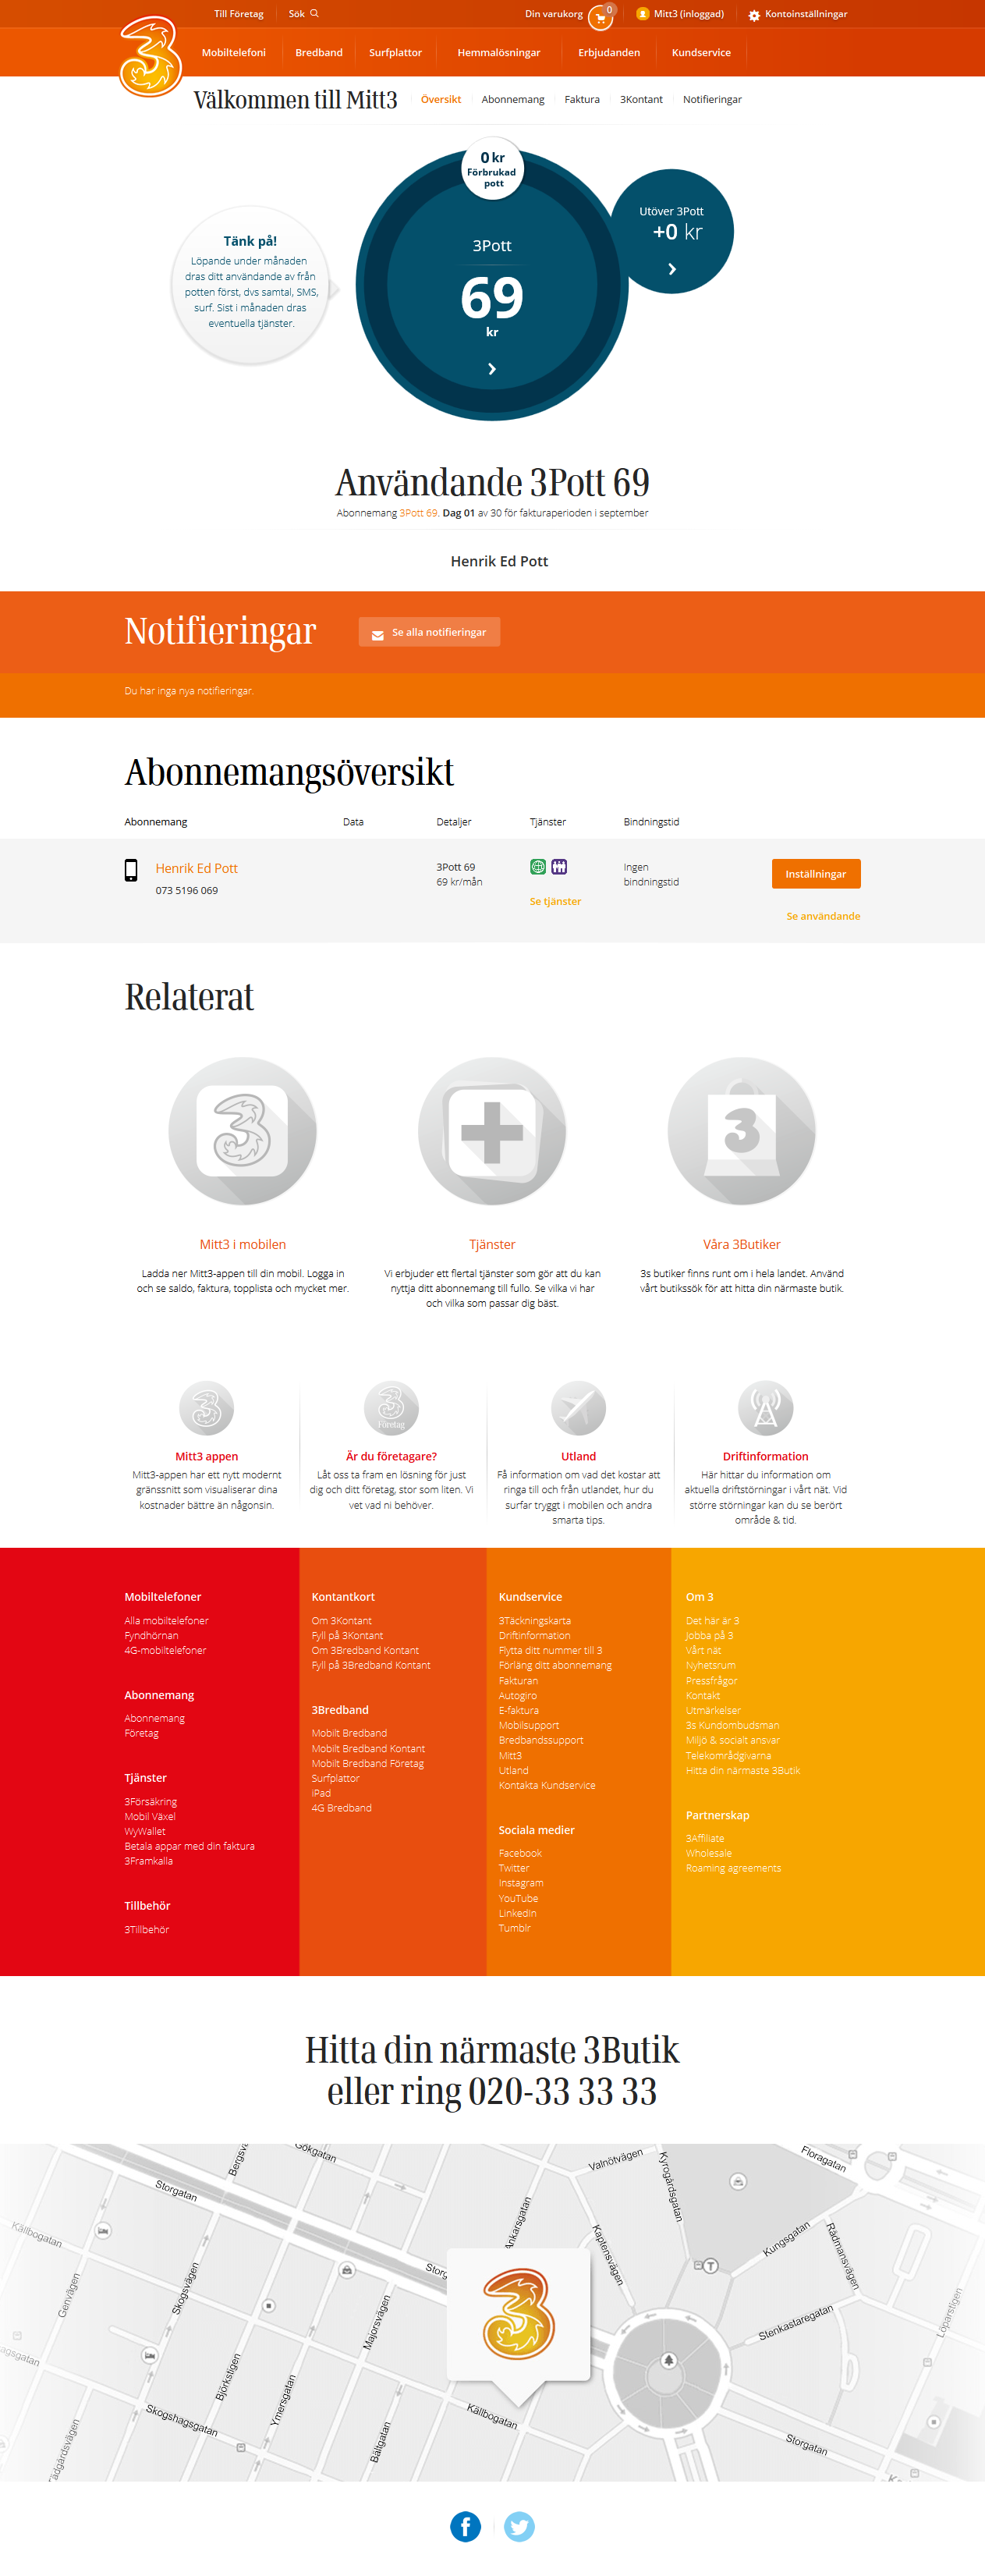 Till Företag
Sök
Din varukorg
0
Mitt3 (inloggad)
Kontoinställningar
Mobiltelefoni
Bredband
Surfplattor
Hemmalösningar
Erbjudanden
Kundservice
Välkommen till Mitt3
Översikt
Abonnemang
Faktura
3Kontant
Notifieringar
0 kr
Förbrukad
pott
Tänk på!
Löpande under månaden
dras ditt användande av från
potten först, dvs samtal, SMS,
surf. Sist i månaden dras
eventuella tjänster.
3Pott
69
kr
Utöver 3Pott
+0 kr
Användande 3Pott 69
Abonnemang 3Pott 69. Dag 01 av 30 för fakturaperioden i september
Henrik Ed Pott
Notifieringar
Se alla notifieringar
Du har inga nya notifieringar.
Abonnemangsöversikt
Abonnemang
Data
Detaljer
Tjänster
Bindningstid
Henrik Ed Pott
073 5196 069
3Pott 69
69 kr/mån
Se tjänster
Ingen
bindningstid
Inställningar
Se användande
Relaterat
3
3
Mitt3 i mobilen
Ladda ner Mitt3-appen till din mobil. Logga in
och se saldo, faktura, topplista och mycket mer.
Tjänster
Vi erbjuder ett flertal tjänster som gör att du kan
nyttja ditt abonnemang till fullo. Se vilka vi har
och vilka som passar dig bäst.
Våra 3Butiker
3s butiker finns runt om i hela landet. Använd
vårt butikssök för att hitta din närmaste butik.
3
3
Företag
Mitt3 appen
Mitt3-appen har ett nytt modernt
gränssnitt som visualiserar dina
kostnader bättre än någonsin.
Är du företagare?
Låt oss ta fram en lösning för just
dig och ditt företag, stor som liten. Vi
vet vad ni behöver.
Utland
Få information om vad det kostar att
ringa till och från utlandet, hur du
surfar tryggt i mobilen och andra
smarta tips.
Driftinformation
Här hittar du information om
aktuella driftstörningar i vårt nät. Vid
större störningar kan du se berört
område & tid.
Mobiltelefoner
Alla mobiltelefoner
Fyndhörnan
4G-mobiltelefoner
Abonnemang
Abonnemang
Företag
Tjänster
3Försäkring
Mobil Växel
WyWallet
Betala appar med din faktura
3Framkalla
Tillbehör
3Tillbehör
Kontantkort
Om 3Kontant
Fyll på 3Kontant
Om 3Bredband Kontant
Fyll på 3Bredband Kontant
3Bredband
Mobilt Bredband
Mobilt Bredband Kontant
Mobilt Bredband Företag
Surfplattor
iPad
4G Bredband
Kundservice
3Täckningskarta
Driftinformation
Flytta ditt nummer till 3
Förläng ditt abonnemang
Fakturan
Autogiro
E-faktura
Mobilsupport
Bredbandssupport
Mitt3
Utland
Kontakta Kundservice
Sociala medier
Facebook
Twitter
Instagram
YouTube
LinkedIn
Tumblr
Om 3
Det här är 3
Jobba på 3
Vårt nät
Nyhetsrum
Pressfrågor
Kontakt
Utmärkelser
3s Kundombudsman
Miljö & socialt ansvar
Telekområdgivarna
Hitta din närmaste 3Butik
Partnerskap
3Affiliate
Wholesale
Roaming agreements
Hitta din närmaste 3Butik
eller ring 020-33 33 33
Gökgatan
Storgatan
Valnötvägen
Kyrogårdsgatan
Floragatan
Källbogatan
Genvägen
Skogsvägen
Ankarsgatan
Kaptensvägen
Kungsgatan
Rådmansvägen
T
Majorsvägen
3
Stenkastaregatan
Löparstigen
Björkstigen
Ymersgatan
Skogshagsgatan
Bältgatan
Källbogatan
Storgatan
f